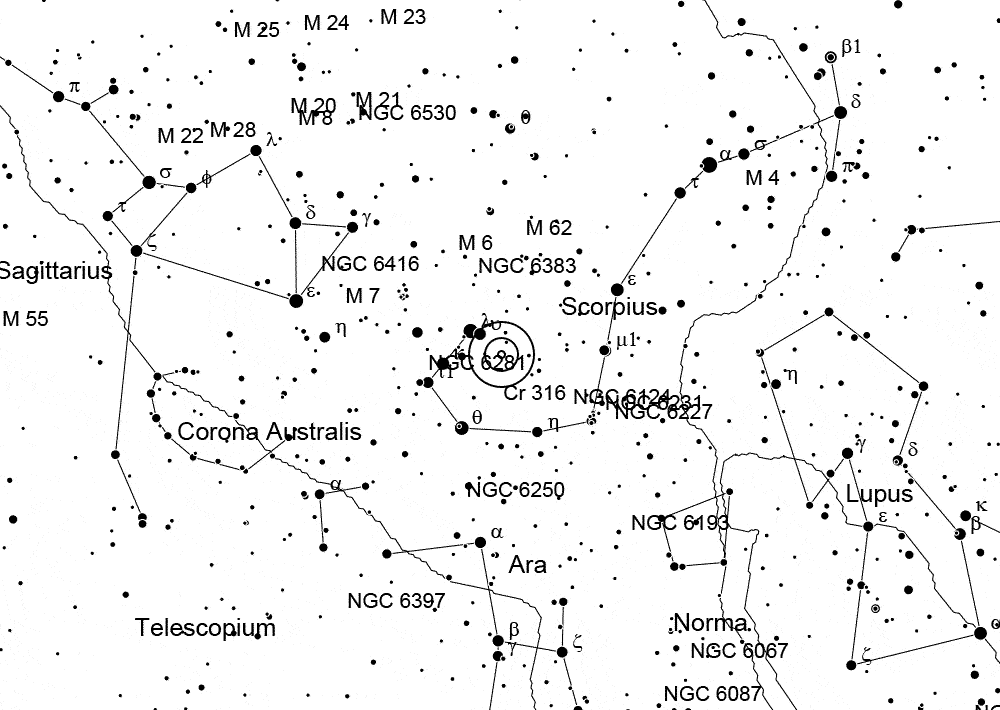 M 25 M 24 M 23
β1
π
M 20 M 21
M 8 NGC 6530
θ
δ
M 22 M 28 λ
σ
α
π
σ φ
M 4
τ
τ
δ γ
M 62
ζ
M 6
Sagittarius
NGC 6416 NGC 6383
ε
ε
M 7
Scorpius
M 55
λυ
η
μ1
κ
NGC 6281
ι1
η
Cr 316 NGC 6124
NGC 6231
NGC 6227
θ η
Corona Australis
γ δ
α
NGC 6250
Lupus
κ
NGC 6193
ε β
α
Ara
NGC 6397
Telescopium
β
Norma
α
γ ζ
NGC 6067
ζ
NGC 6087